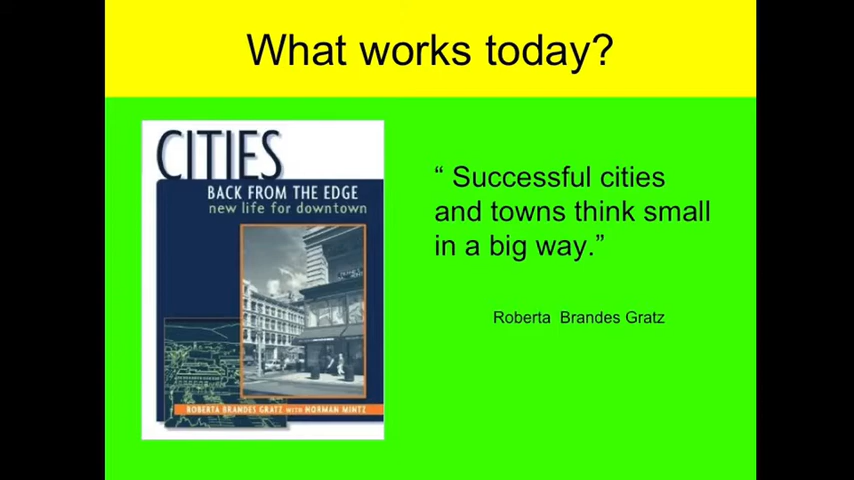 What works today?
CITIES
BACK FROM THE EDGE
new life for downtown
ROBERTA BRANDES GRATZ WITH NORMAN MINTZ
“ Successful cities
and towns think small
in a big way.”
Roberta Brandes Gratz